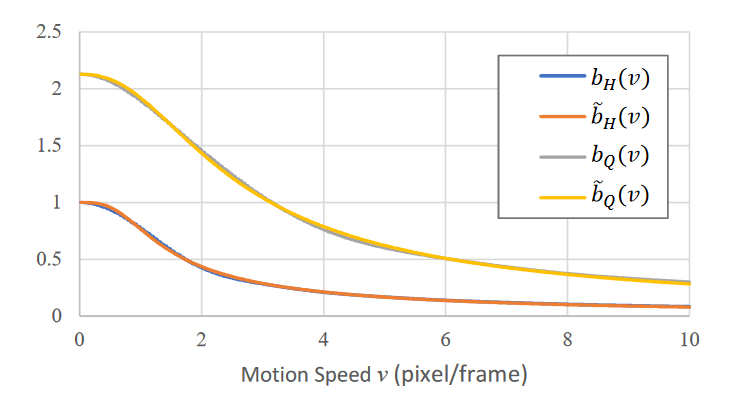 2.5
2
1.5
1
0.5
0
0 2 4 6 8 10
Motion Speed v (pixel/frame)
b_H(v)
b̃_H(v)
b_Q(v)
b̃_Q(v)